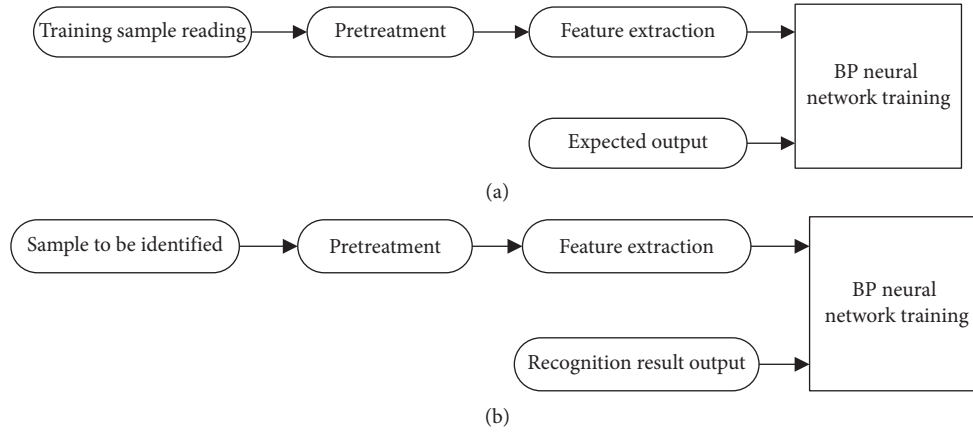 Training sample reading
Pretreatment
Feature extraction
BP neural
network training
Expected output
(a)
Sample to be identified
Pretreatment
Feature extraction
BP neural
network training
Recognition result output
(b)